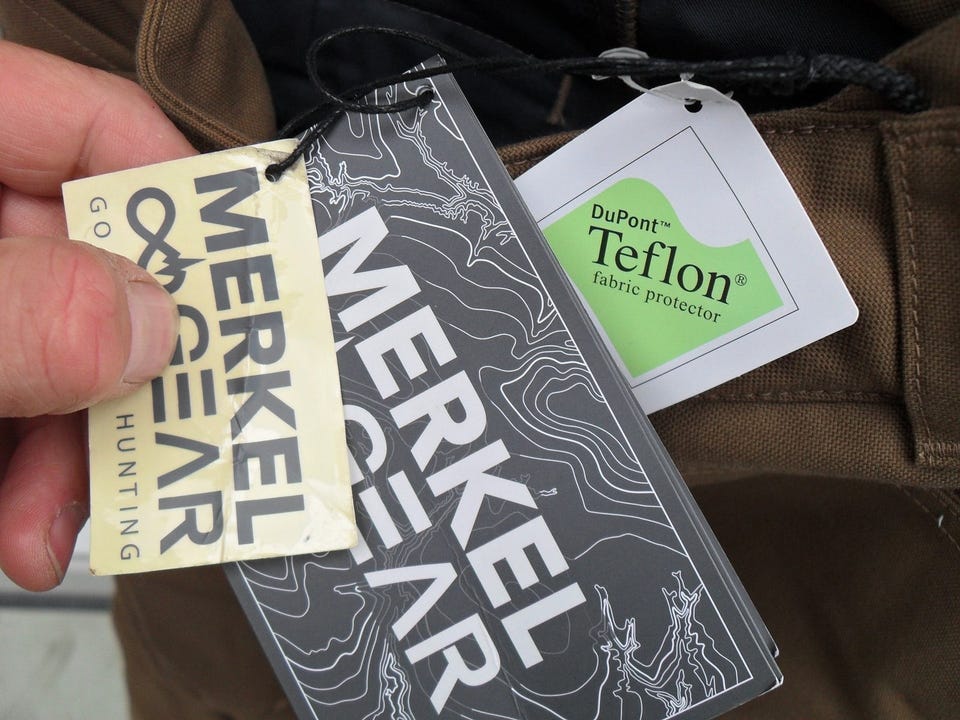 MERKEL
GEAR
GO
HUNTING
MERKEL
GEAR
DuPont™
Teflon®
fabric protector